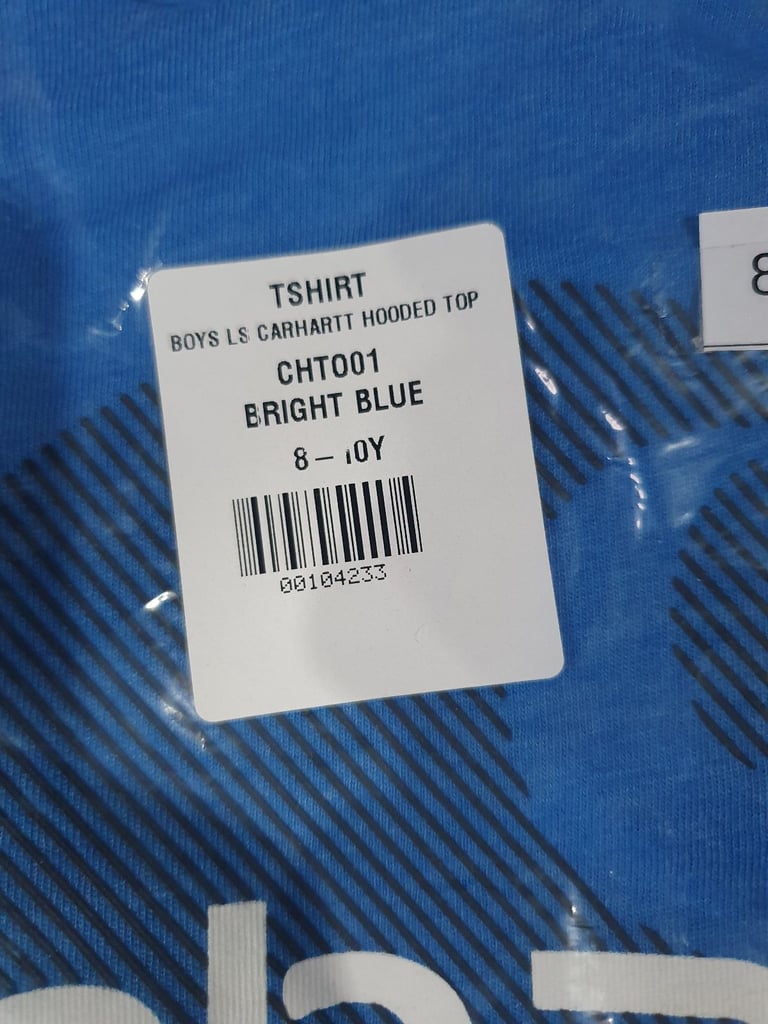 TSHIRT
BOYS LS CARHARTT HOODED TOP
CHT001
BRIGHT BLUE
8 – 10Y
00104233
8